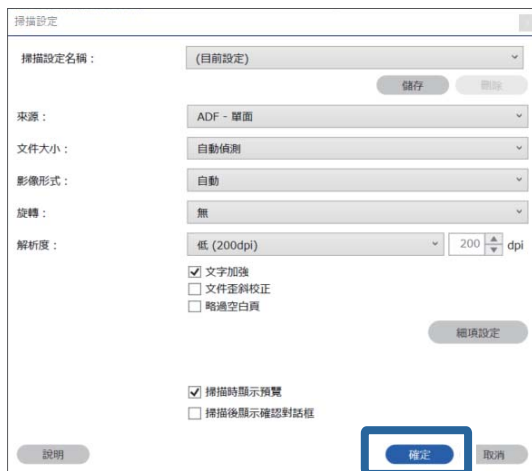 掃描設定
掃描設定名稱：
(目前設定)
儲存 刪除
來源： ADF - 單面
文件大小： 自動偵測
影像形式： 自動
旋轉： 無
解析度： 低 (200dpi) 200 dpi
文字加強
文件歪斜校正
略過空白頁
細項設定
掃描時顯示預覽
掃描後顯示確認對話框
說明 確定 取消